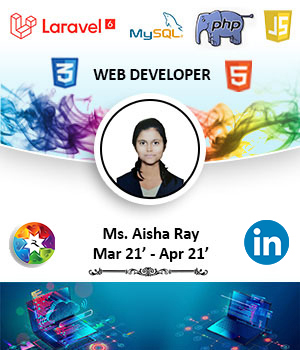 Laravel 6
MySQL
php
JS
3
WEB DEVELOPER
5
Ms. Aisha Ray
Mar 21’ - Apr 21’
in